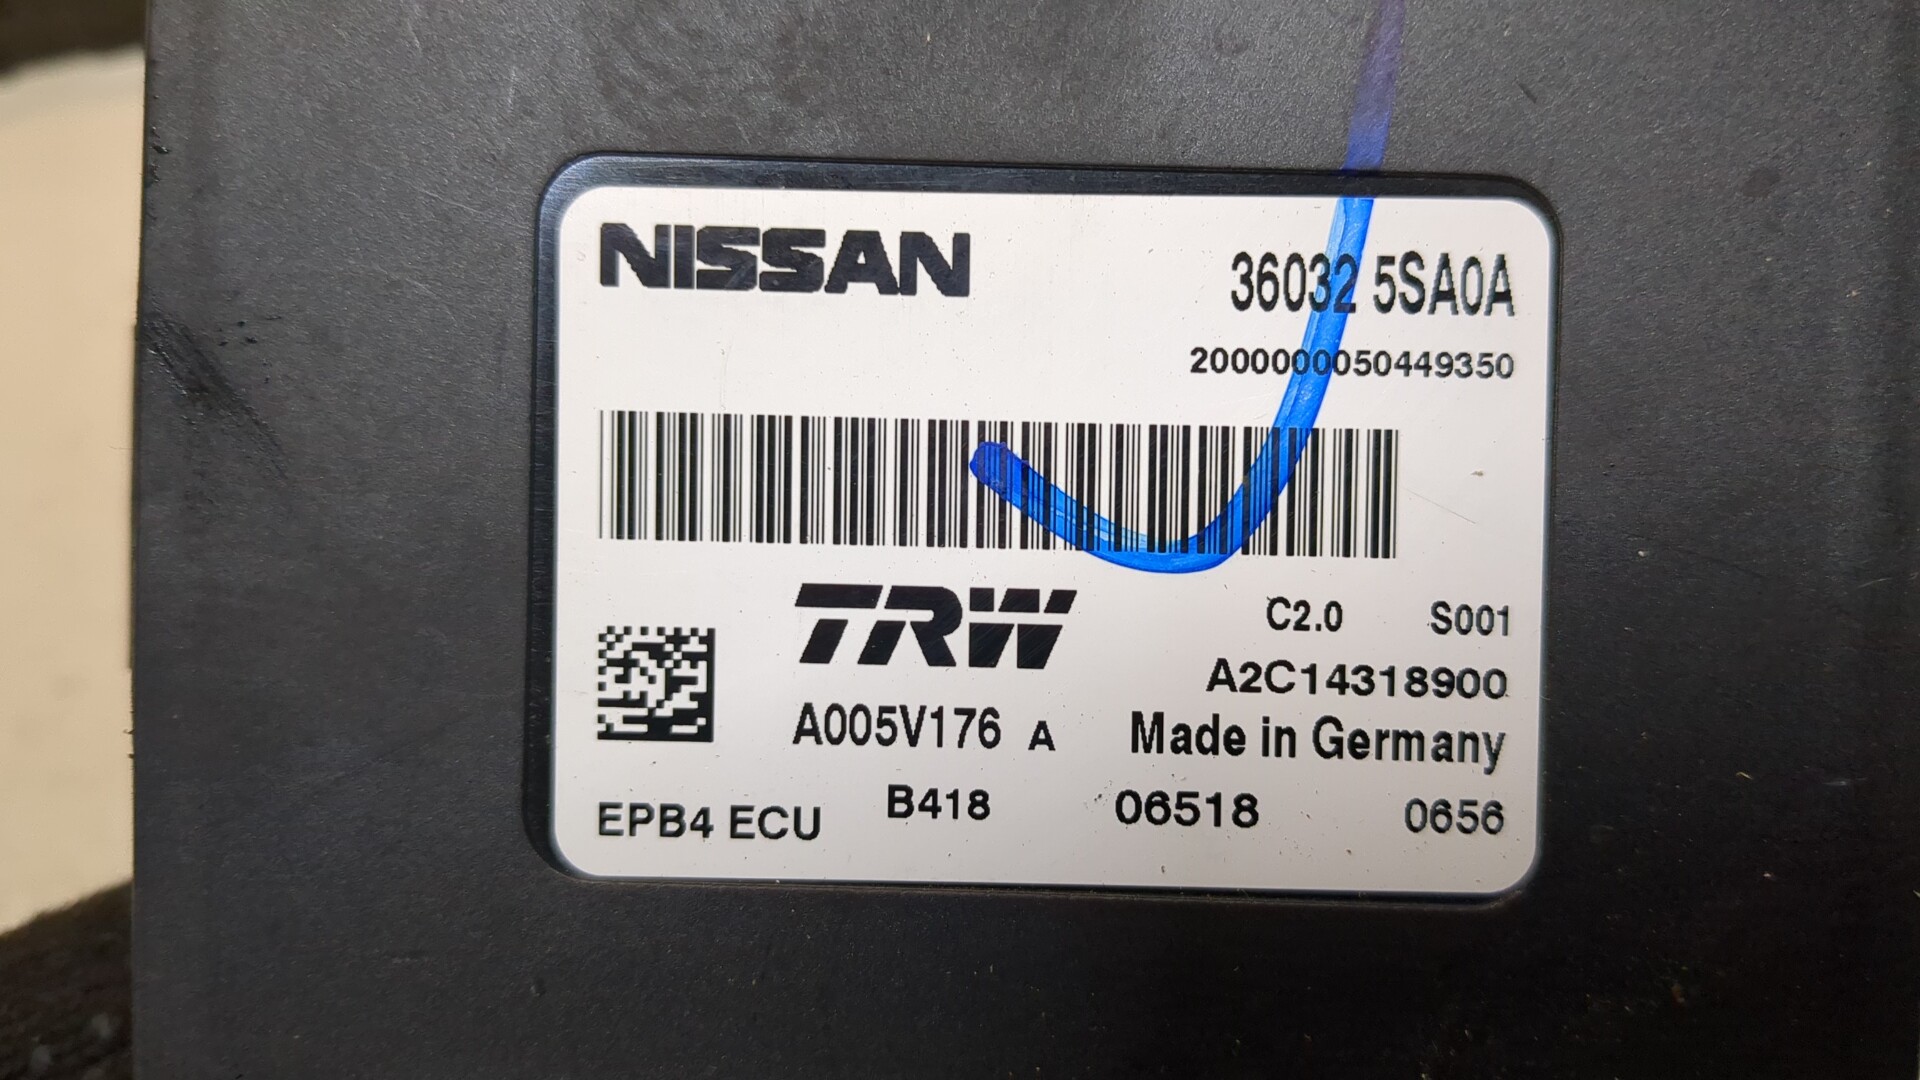 NISSAN
36032 5SA0A
2000000050449350
TRW
C2.0 S001
A2C14318900
A005V176 A
Made in Germany
EPB4 ECU B418 06518 0656